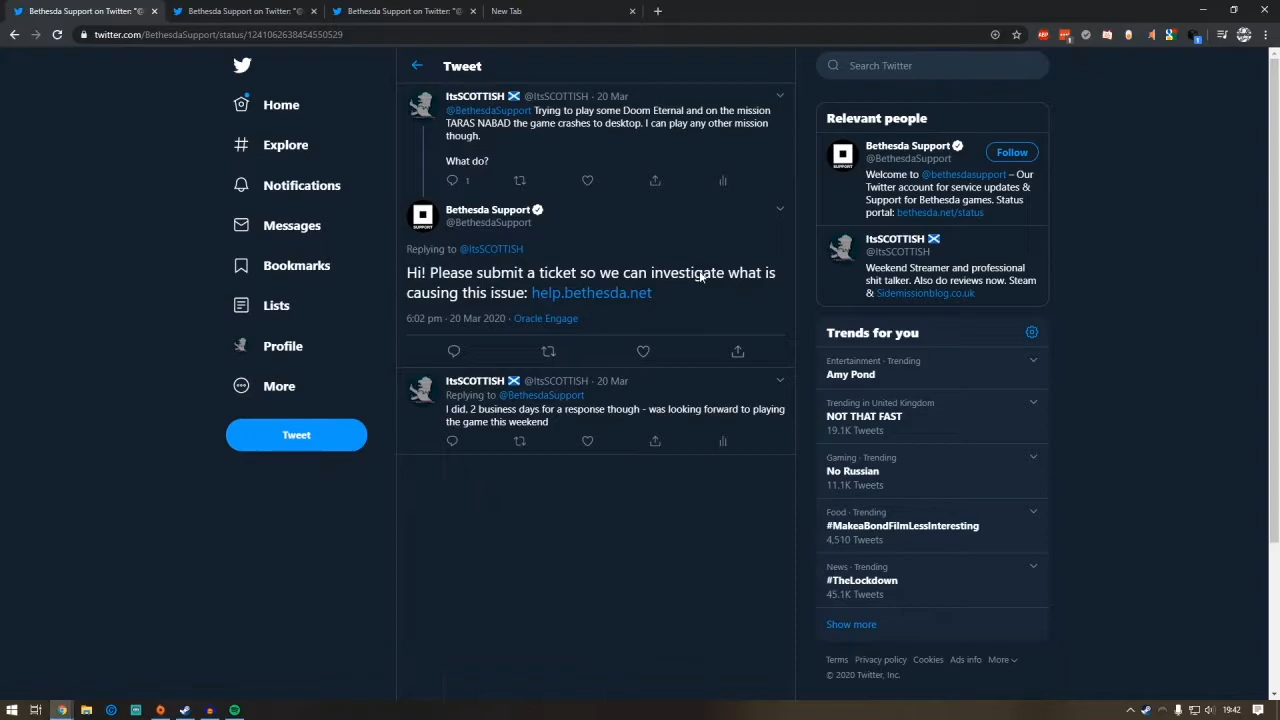 Bethesda Support on Twitter: "@
Bethesda Support on Twitter: "@
Bethesda Support on Twitter: "@
New Tab
twitter.com/BethesdaSupport/status/1241062638454550529
Home
Explore
Notifications
Messages
Bookmarks
Lists
Profile
More
Tweet
Tweet
ItsSCOTTISH @ItsSCOTTISH · 20 Mar
@BethesdaSupport Trying to play some Doom Eternal and on the mission
TARAS NABAD the game crashes to desktop. I can play any other mission
though.
What do?
1
Bethesda Support
@BethesdaSupport
Replying to @ItsSCOTTISH
Hi! Please submit a ticket so we can investigate what is
causing this issue: help.bethesda.net
6:02 pm · 20 Mar 2020 · Oracle Engage
ItsSCOTTISH @ItsSCOTTISH · 20 Mar
Replying to @BethesdaSupport
I did. 2 business days for a response though - was looking forward to playing
the game this weekend
Search Twitter
Relevant people
SUPPORT
Bethesda Support
@BethesdaSupport
Follow
Welcome to @bethesdasupport – Our
Twitter account for service updates &
Support for Bethesda games. Status
portal: bethesda.net/status
ItsSCOTTISH
@ItsSCOTTISH
Weekend Streamer and professional
shit talker. Also do reviews now. Steam
& Sidemissionblog.co.uk
Trends for you
Entertainment · Trending
Amy Pond
Trending in United Kingdom
NOT THAT FAST
19.1K Tweets
Gaming · Trending
No Russian
11.1K Tweets
Food · Trending
#MakeaBondFilmLessInteresting
4,510 Tweets
News · Trending
#TheLockdown
45.1K Tweets
Show more
Terms Privacy policy Cookies Ads info More
© 2020 Twitter, Inc.
19:42